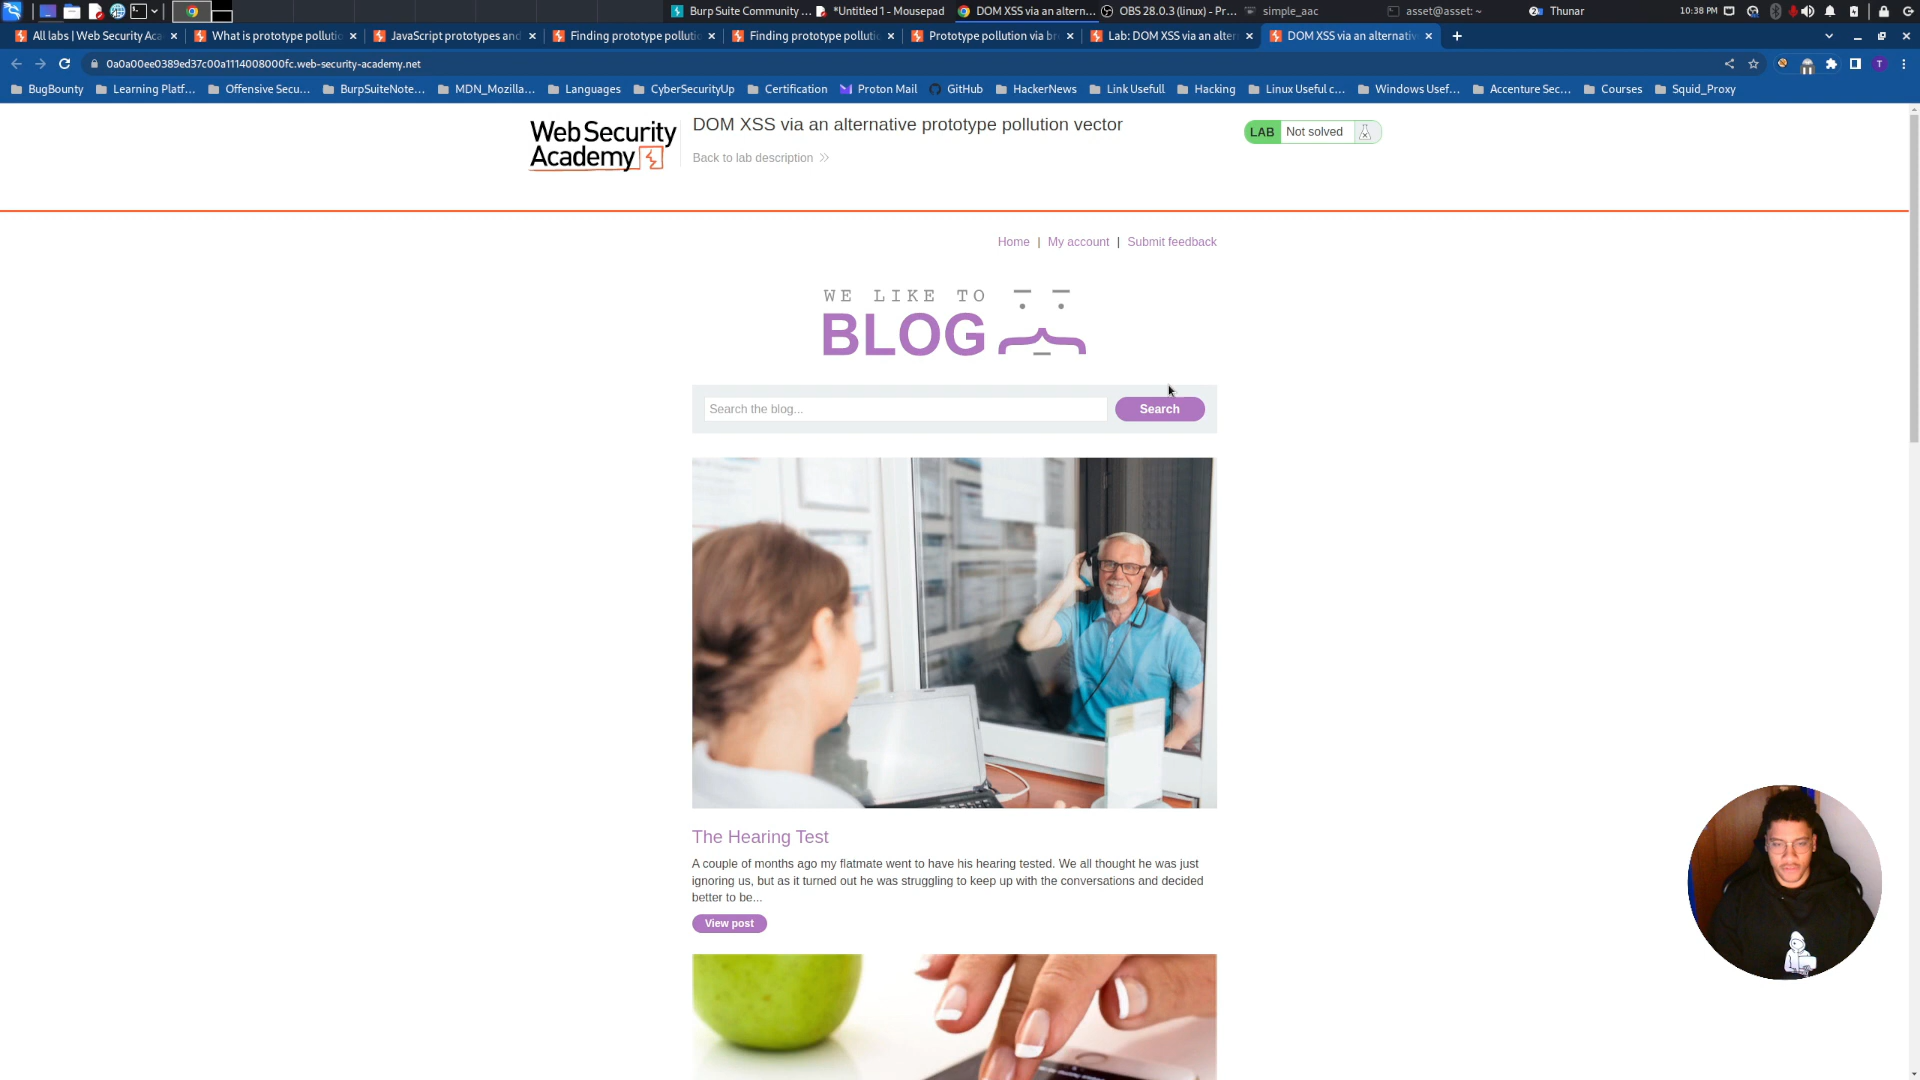 Burp Suite Community ... *Untitled 1 - Mousepad DOM XSS via an altern... OBS 28.0.3 (linux) - Pr... simple_aac asset@asset: ~ 2 Thunar 10:38 PM
All labs | Web Security Aca What is prototype pollutio JavaScript prototypes and Finding prototype pollutio Finding prototype pollutio Prototype pollution via br Lab: DOM XSS via an alter DOM XSS via an alternativ
0a0a00ee0389ed37c00a1114008000fc.web-security-academy.net T
BugBounty Learning Platf... Offensive Secu... BurpSuiteNote... MDN_Mozilla... Languages CyberSecurityUp Certification Proton Mail GitHub HackerNews Link Usefull Hacking Linux Useful c... Windows Usef... Accenture Sec... Courses Squid_Proxy
WebSecurity
Academy
DOM XSS via an alternative prototype pollution vector
Back to lab description
LAB Not solved
Home | My account | Submit feedback
WE LIKE TO
BLOG
Search the blog... Search
The Hearing Test
A couple of months ago my flatmate went to have his hearing tested. We all thought he was just
ignoring us, but as it turned out he was struggling to keep up with the conversations and decided
better to be...
View post